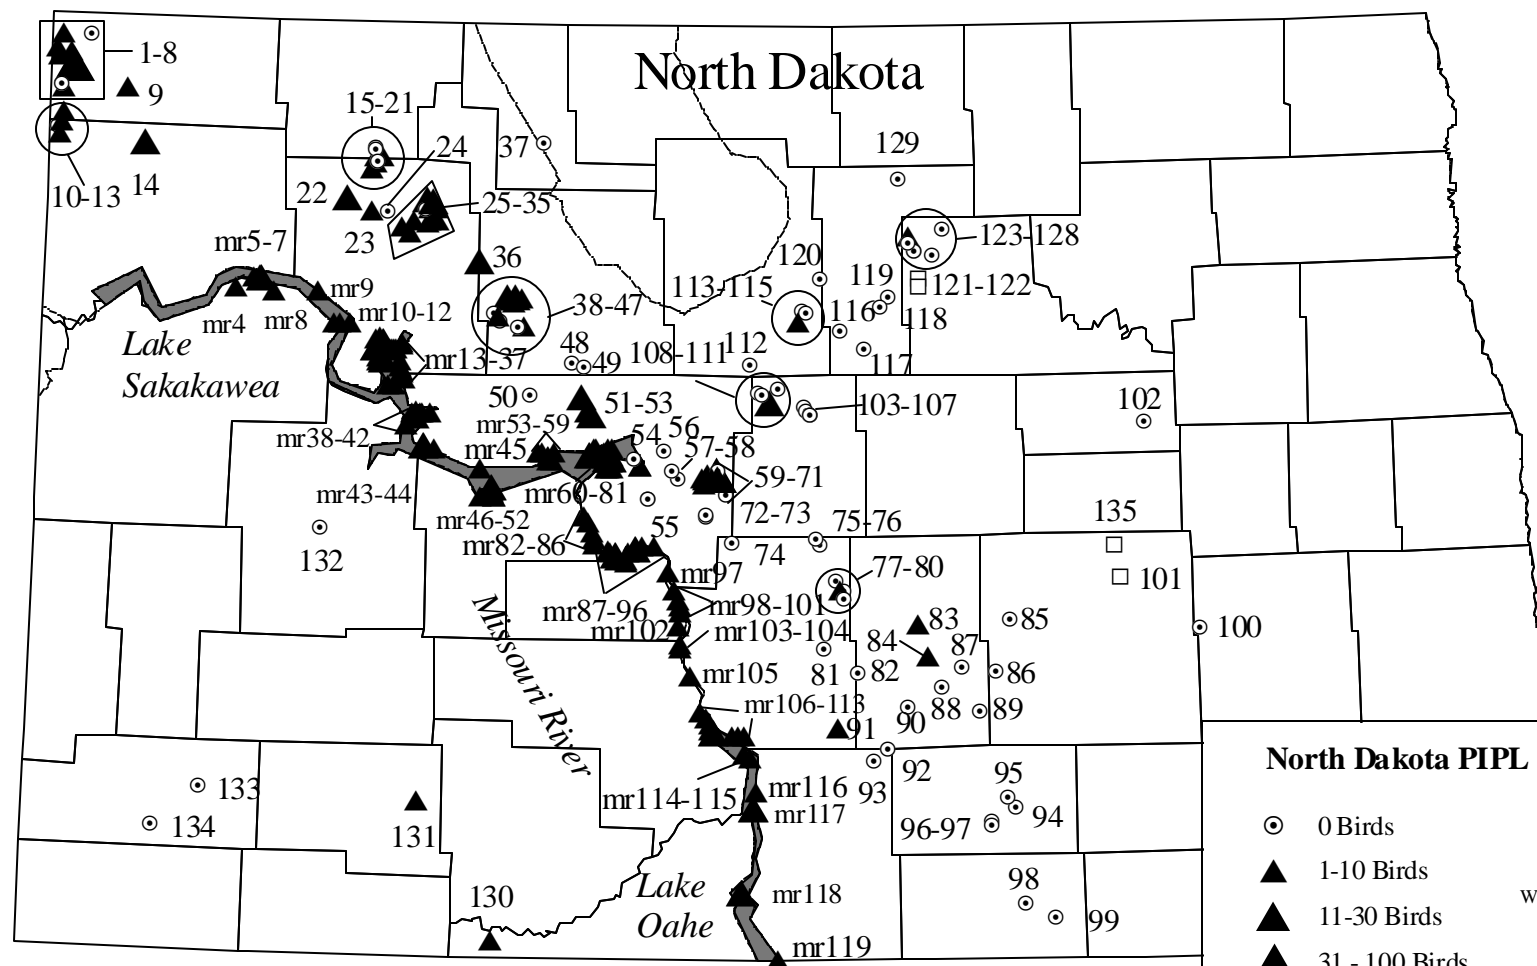 North Dakota
1-8
9
15-21
24
37
129
10-13
14
22
25-35
23
mr5-7
36
120
123-128
113-115
119
121-122
mr9
mr4
mr8
mr10-12
38-47
116
118
Lake
Sakakawea
mr13-37
48
49
108-111
112
117
50
51-53
103-107
102
mr38-42
mr53-59
mr45
54
56
57-58
59-71
mr43-44
mr60-81
mr46-52
72-73
75-76
135
132
mr82-86
55
74
101
mr97
77-80
mr87-96
mr98-101
mr102
mr103-104
83
85
100
84
87
Missouri River
mr105
81
82
86
mr106-113
88
89
91
90
92
North Dakota PIPL
133
mr114-115
mr116
93
95
134
131
mr117
96-97
94
0 Birds
1-10 Birds
130
Lake
Oahe
mr118
98
99
w
11-30 Birds
mr119
31 - 100 Birds